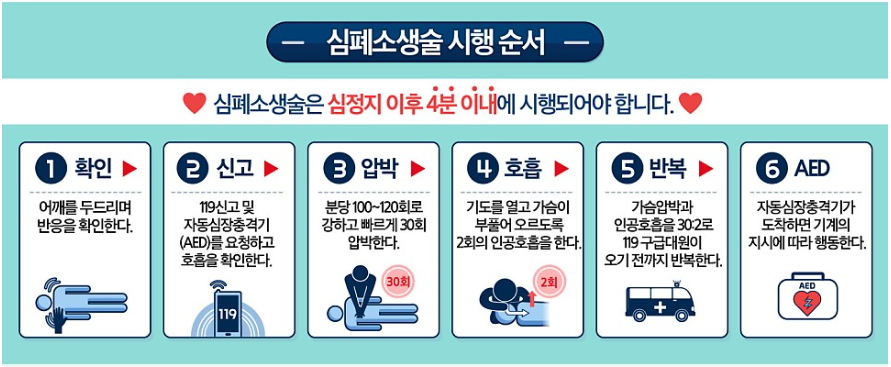 심폐소생술 시행 순서
심폐소생술은 심정지 이후 4분 이내에 시행되어야 합니다.
1 확인
어깨를 두드리며
반응을 확인한다.
2 신고
119신고 및
자동심장충격기
(AED)를 요청하고
호흡을 확인한다.
119
3 압박
분당 100~120회로
강하고 빠르게 30회
압박한다.
30회
4 호흡
기도를 열고 가슴이
부풀어 오르도록
2회의 인공호흡을 한다.
2회
5 반복
가슴압박과
인공호흡을 30:2로
119 구급대원이
오기 전까지 반복한다.
6 AED
자동심장충격기가
도착하면 기계의
지시에 따라 행동한다.
AED